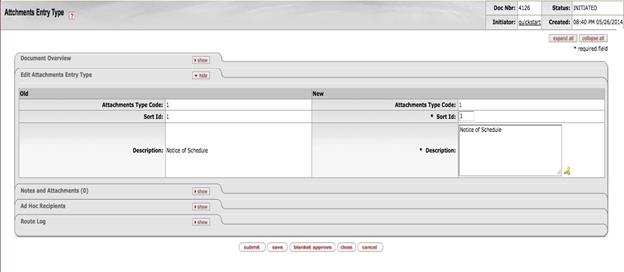 Attchments Entry Type ?
Doc Nbr: 4126 Status: INITIATED
Initiator: quickstart Created: 08:40 PM 05/26/2014
expand all collapse all
* required field
Document Overview show
Edit Attachments Entry Type hide
Old New
Attachments Type Code: 1 Attachments Type Code: 1
Sort Id: 1 * Sort Id: 1
Description: Notice of Schedule * Description: Notice of Schedule
Notes and Attachments (0) show
Ad Hoc Recipients show
Route Log show
submit save blanket approve close cancel